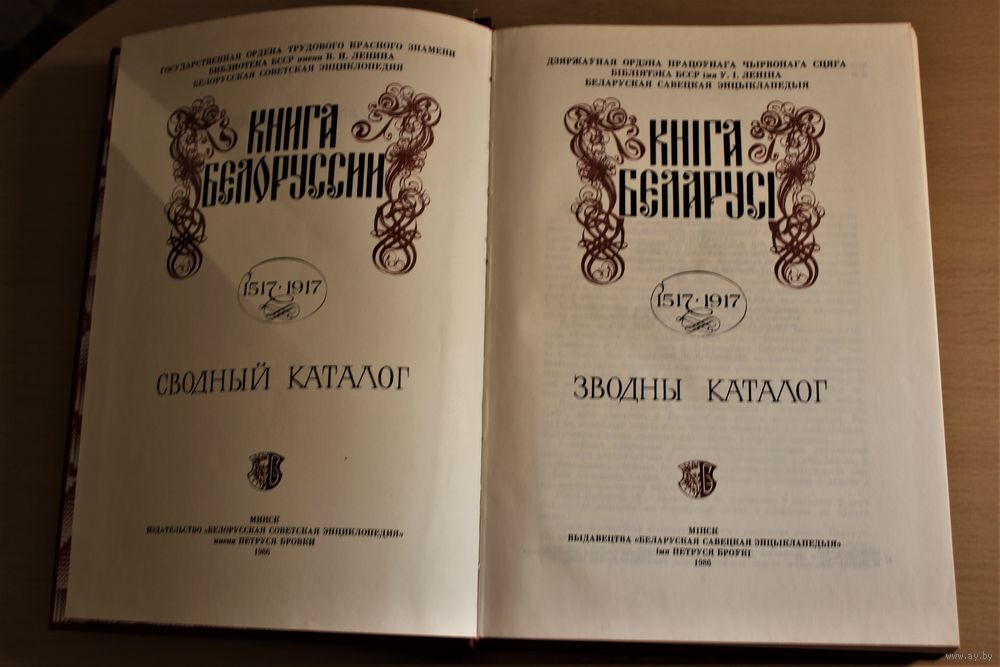 ГОСУДАРСТВЕННАЯ ОРДЕНА ТРУДОВОГО КРАСНОГО ЗНАМЕНИ
БИБЛИОТЕКА БССР имени В. И. ЛЕНИНА
БЕЛОРУССКАЯ СОВЕТСКАЯ ЭНЦИКЛОПЕДИЯ
КНИГА
БЕЛОРУССИИ
1517·1917
СВОДНЫЙ КАТАЛОГ
МИНСК
ИЗДАТЕЛЬСТВО «БЕЛОРУССКАЯ СОВЕТСКАЯ ЭНЦИКЛОПЕДИЯ»
имени ПЕТРУСЯ БРОВКИ
1986
ДЗЯРЖАЎНАЯ ОРДЭНА ПРАЦОЎНАГА ЧЫРВОНАГА СЦЯГА
БІБЛІЯТЭКА БССР імя У. І. ЛЕНІНА
БЕЛАРУСКАЯ САВЕЦКАЯ ЭНЦЫКЛАПЕДЫЯ
КНІГА
БЕЛАРУСІ
1517·1917
ЗВОДНЫ КАТАЛОГ
МІНСК
ВЫДАВЕЦТВА «БЕЛАРУСКАЯ САВЕЦКАЯ ЭНЦЫКЛАПЕДЫЯ»
імя ПЕТРУСЯ БРОЎКІ
1986
www.ay.by